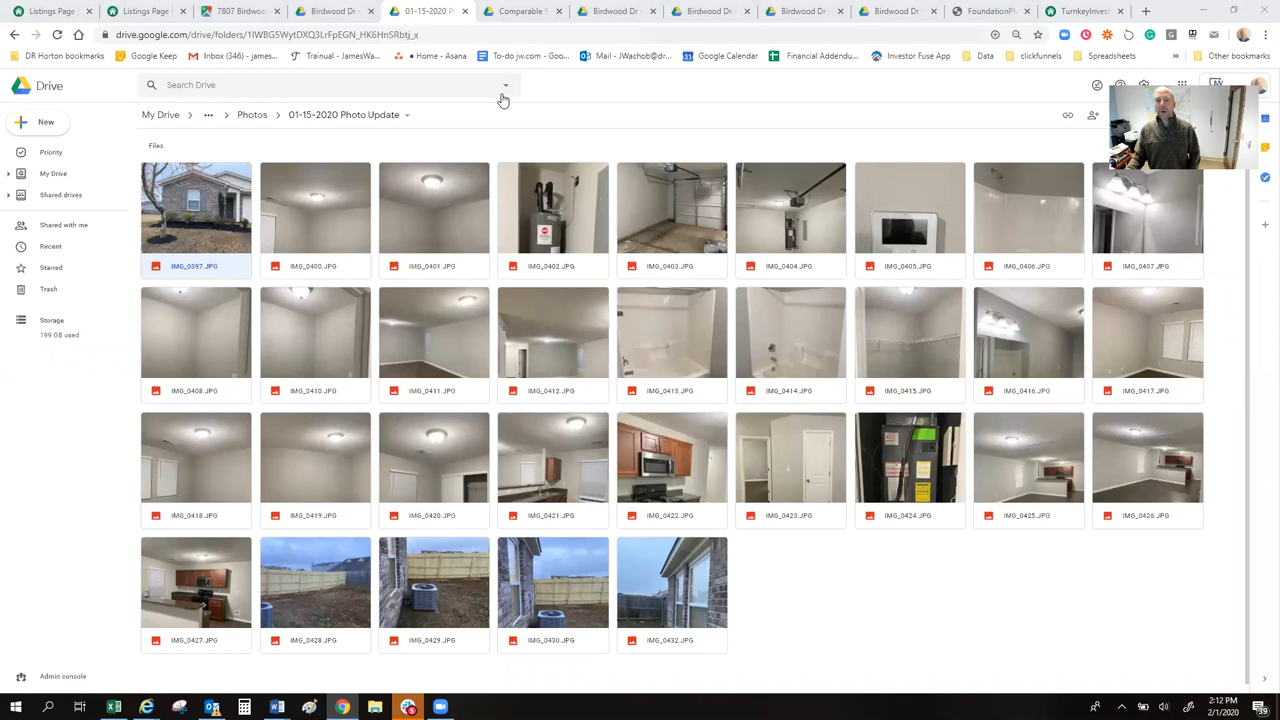 Listings Page
Listings Page
7807 Birdwoo
Birdwood Dr
01-15-2020 P
Comparable S
Birdwood Dr
Birdwood Dr
Birdwood Dr
Birdwood Dr
FoundationPl
TurnkeyInvest
drive.google.com/drive/folders/1IWBG5WytDXQ3LrFpEGN_HK6HnSRbtj_x
DR Horton bookmarks
Google Keep
Inbox (346) - james...
Trainual - JamesWa...
• Home - Asana
To-do jw.com - Goo...
Mail - JWachob@dr...
Google Calendar
Financial Addendu...
Investor Fuse App
Data
clickfunnels
Spreadsheets
»
Other bookmarks
Drive
Search Drive
My Drive
Photos
01-15-2020 Photo Update
New
Files
Priority
My Drive
Shared drives
Shared with me
Recent
Starred
Trash
Storage
199 GB used
IMG_0397.JPG
IMG_0400.JPG
IMG_0401.JPG
IMG_0402.JPG
IMG_0403.JPG
IMG_0404.JPG
IMG_0405.JPG
IMG_0406.JPG
IMG_0407.JPG
IMG_0408.JPG
IMG_0410.JPG
IMG_0411.JPG
IMG_0412.JPG
IMG_0413.JPG
IMG_0414.JPG
IMG_0415.JPG
IMG_0416.JPG
IMG_0417.JPG
IMG_0418.JPG
IMG_0419.JPG
IMG_0420.JPG
IMG_0421.JPG
IMG_0422.JPG
IMG_0423.JPG
IMG_0424.JPG
IMG_0425.JPG
IMG_0426.JPG
IMG_0427.JPG
IMG_0428.JPG
IMG_0429.JPG
IMG_0430.JPG
IMG_0432.JPG
Admin console
2:12 PM
2/1/2020
39